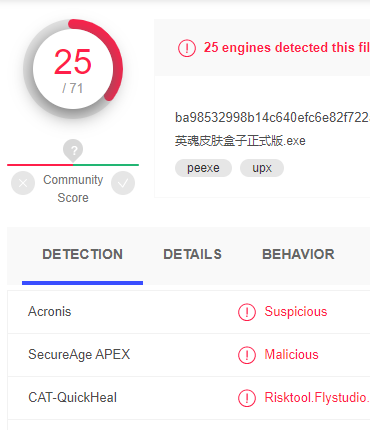 25
/ 71
25 engines detected this fil
ba98532998b14c640efc6e82f722
英魂皮肤盒子正式版.exe
peexe upx
?
Community
Score
DETECTION DETAILS BEHAVIOR
Acronis Suspicious
SecureAge APEX Malicious
CAT-QuickHeal Risktool.Flystudio.